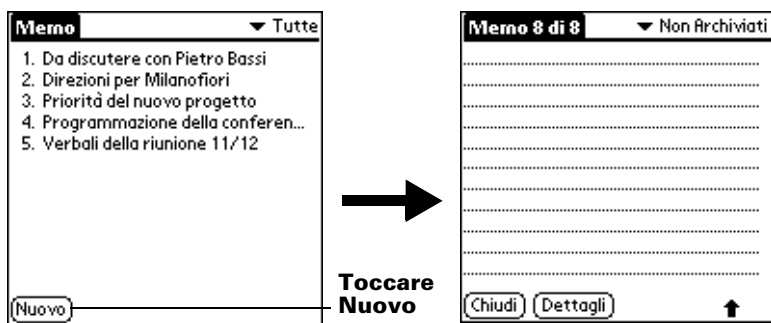 Memo
Tutte
1. Da discutere con Pietro Bassi
2. Direzioni per Milanofiori
3. Priorità del nuovo progetto
4. Programmazione della conferen...
5. Verbali della riunione 11/12
Nuovo
Toccare
Nuovo
Memo 8 di 8
Non Archiviati
Chiudi
Dettagli